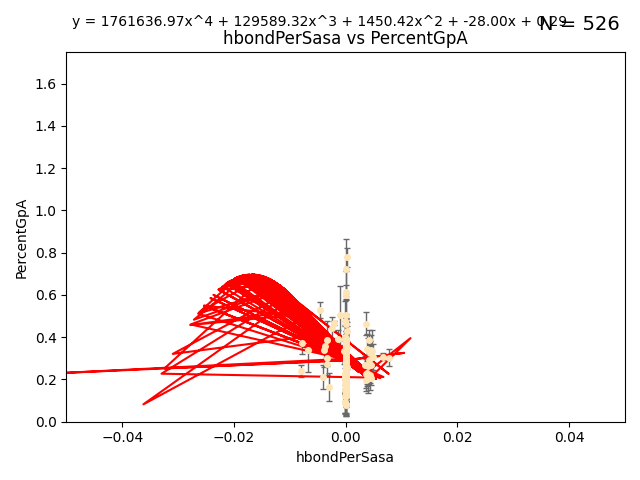 y = 1761636.97x^4 + 129589.32x^3 + 1450.42x^2 + -28.00x + 0.29
N = 526
hbondPerSasa vs PercentGpA
PercentGpA
1.6
1.4
1.2
1.0
0.8
0.6
0.4
0.2
0.0
−0.04 −0.02 0.00 0.02 0.04
hbondPerSasa